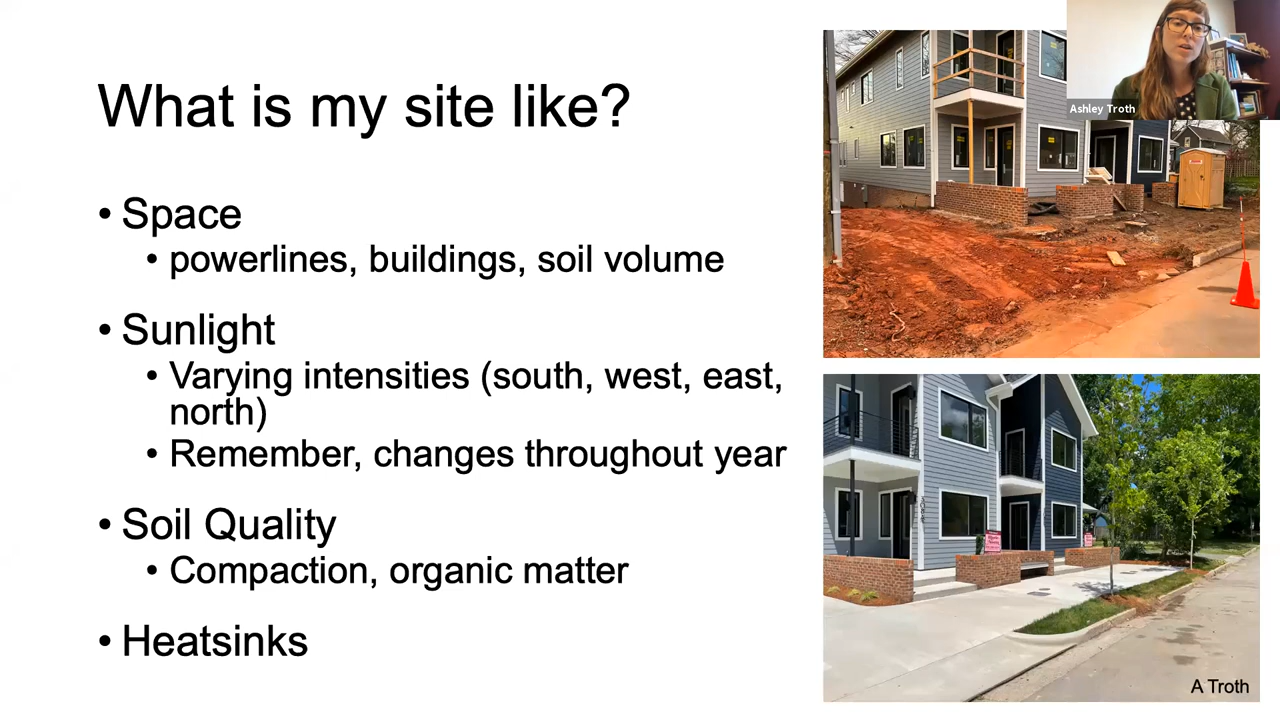 What is my site like?
• Space
• powerlines, buildings, soil volume
• Sunlight
• Varying intensities (south, west, east,
north)
• Remember, changes throughout year
• Soil Quality
• Compaction, organic matter
• Heatsinks
Ashley Troth
A Troth